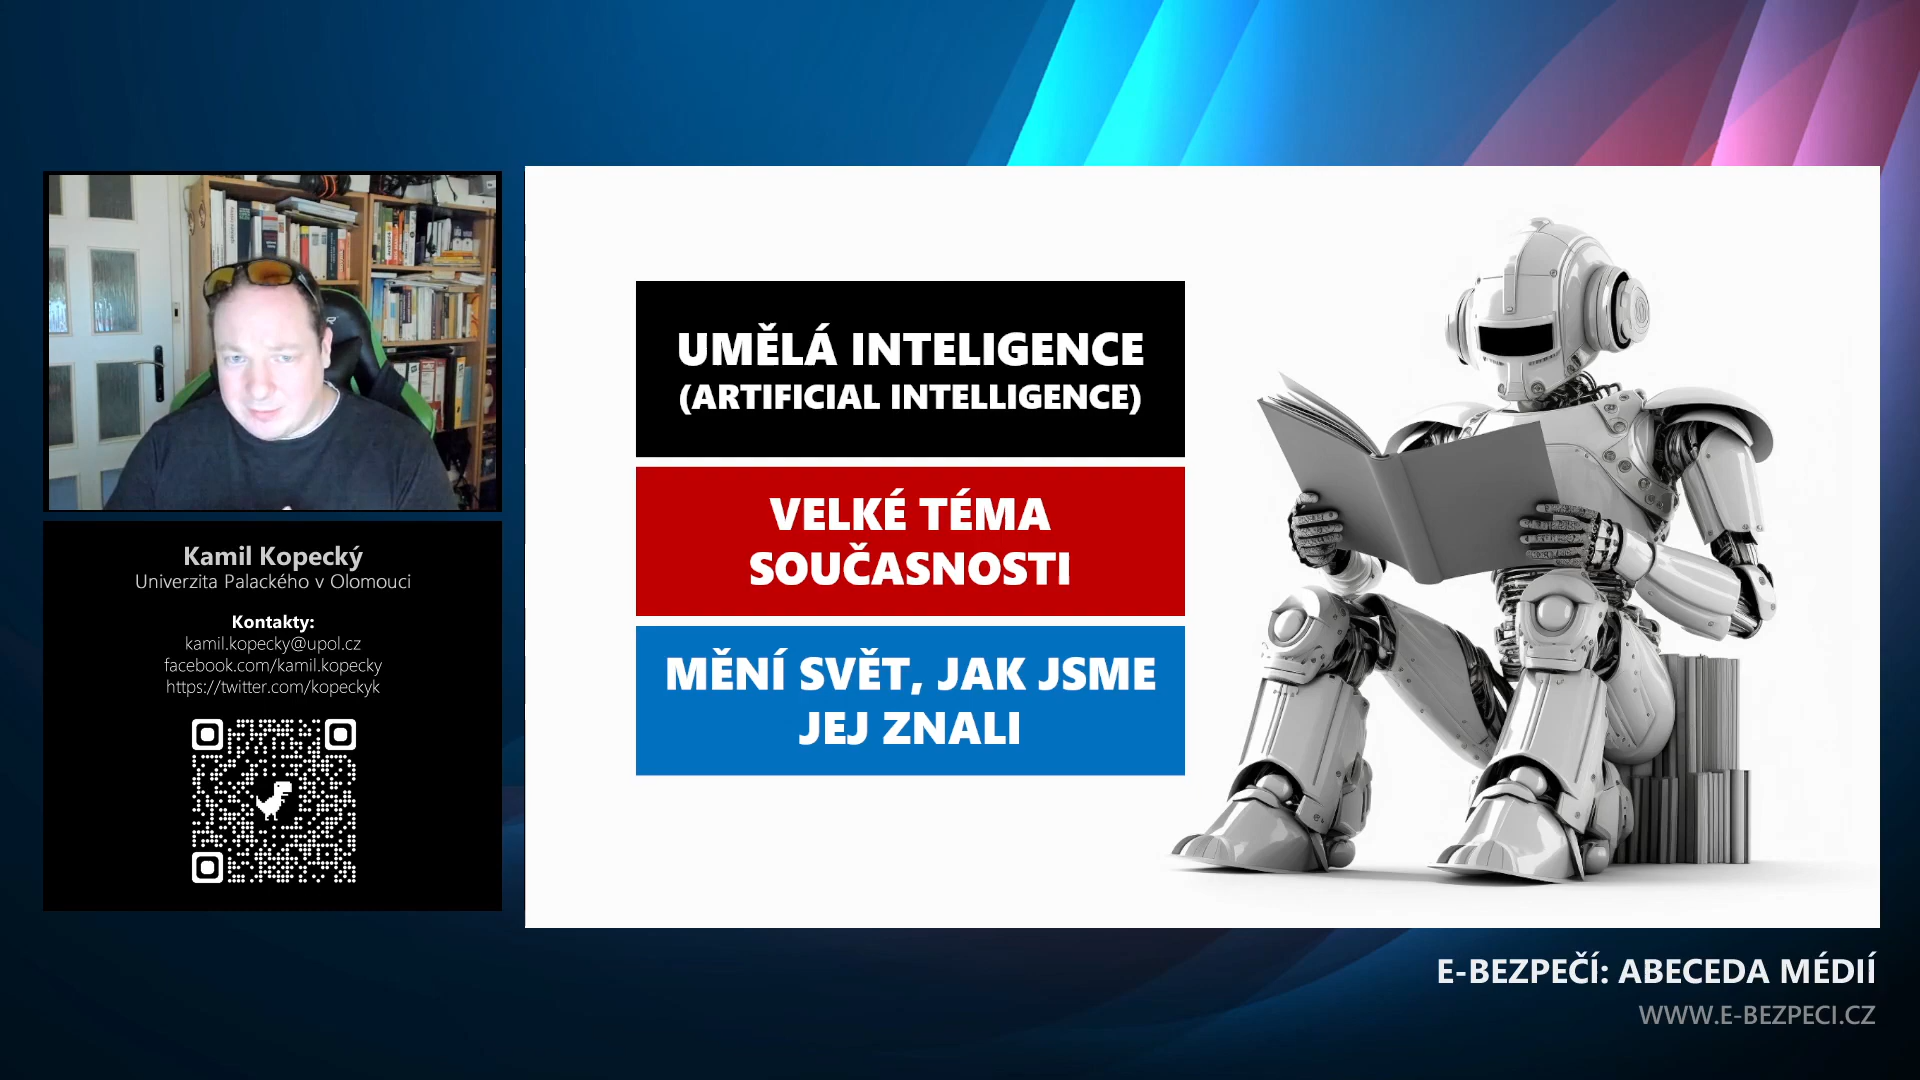 Kamil Kopecký
Univerzita Palackého v Olomouci
Kontakty:
kamil.kopecky@upol.cz
facebook.com/kamil.kopecky
https://twitter.com/kopeckyk
UMĚLÁ INTELIGENCE
(ARTIFICIAL INTELLIGENCE)
VELKÉ TÉMA
SOUČASNOSTI
MĚNÍ SVĚT, JAK JSME
JEJ ZNALI
E-BEZPEČÍ: ABECEDA MÉDIÍ
WWW.E-BEZPECI.CZ